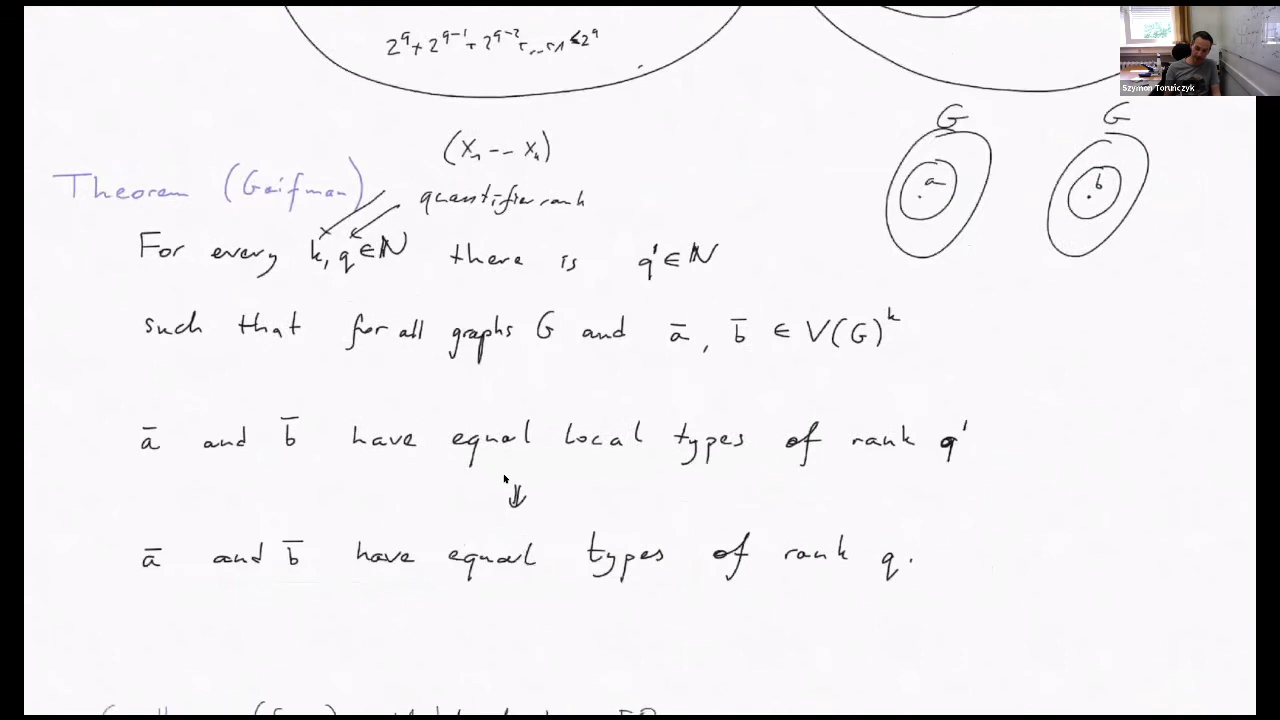 2^q + 2^{q-1} + 2^{q-2} + ... + 1 ≤ 2^q
Szymon Toruńczyk
G G
a b
(x_1 -- x_k)
Theorem (Gaifman)
quantifier rank
For every k, q ∈ ℕ there is q' ∈ ℕ
such that for all graphs G and ā, b̄ ∈ V(G)^k
ā and b̄ have equal local types of rank q'
⇓
ā and b̄ have equal types of rank q.